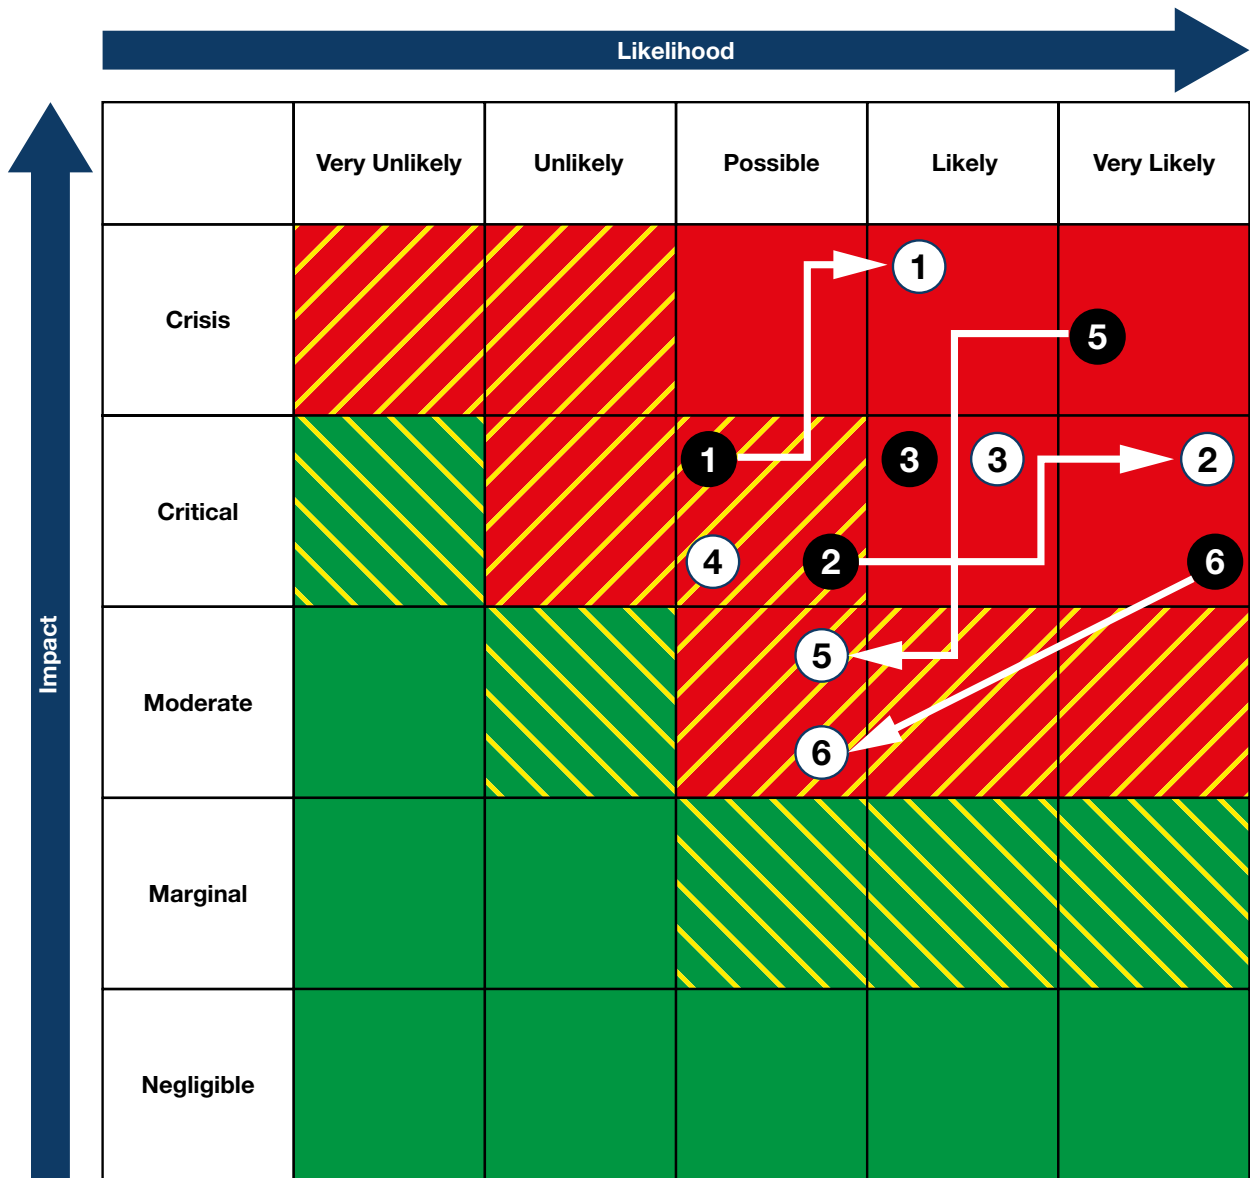 Likelihood
Impact
Very Unlikely
Unlikely
Possible
Likely
Very Likely
Crisis
1
5
Critical
1
3
3
2
4
2
6
Moderate
5
6
Marginal
Negligible